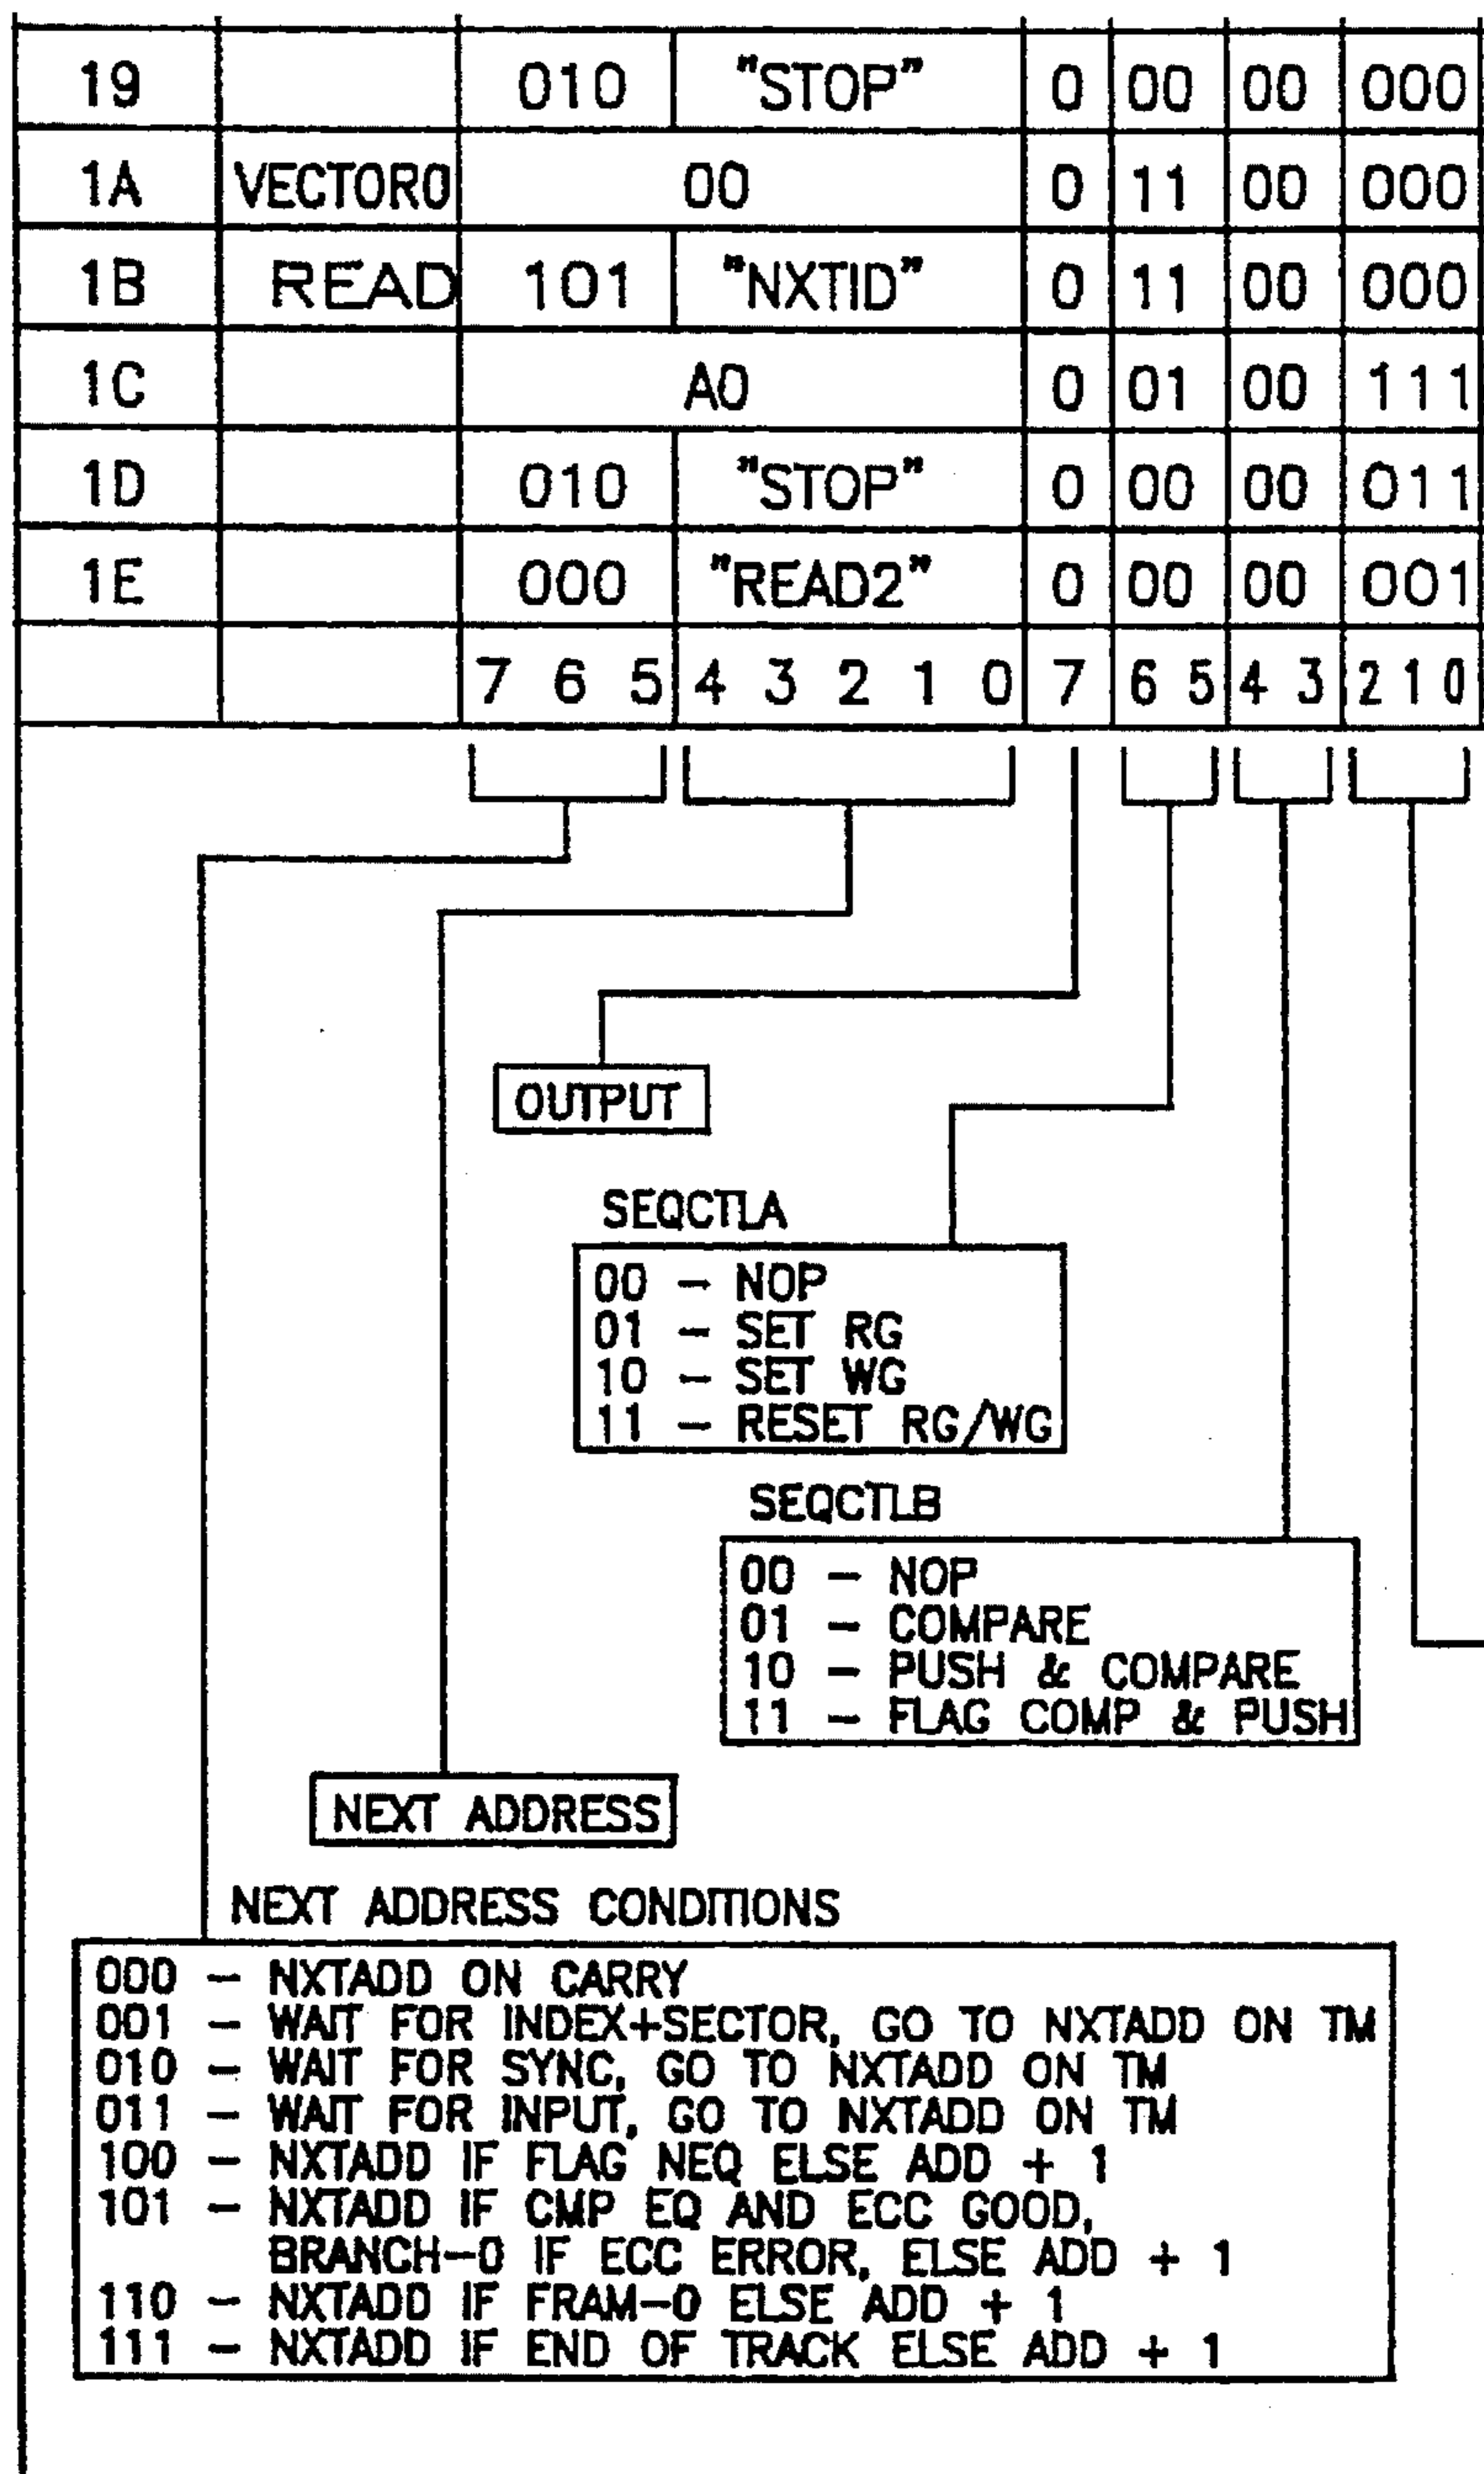 19 010 "STOP" 0 00 00 000
1A VECTOR0 00 0 11 00 000
1B READ 101 "NXTID" 0 11 00 000
1C A0 0 01 00 111
1D 010 "STOP" 0 00 00 011
1E 000 "READ2" 0 00 00 001
7 6 5 4 3 2 1 0 7 6 5 4 3 2 1 0
OUTPUT
SEQCTLA
00 - NOP
01 - SET RG
10 - SET WG
11 - RESET RG/WG
SEQCTLB
00 - NOP
01 - COMPARE
10 - PUSH & COMPARE
11 - FLAG COMP & PUSH
NEXT ADDRESS
NEXT ADDRESS CONDITIONS
000 - NXTADD ON CARRY
001 - WAIT FOR INDEX+SECTOR, GO TO NXTADD ON TM
010 - WAIT FOR SYNC, GO TO NXTADD ON TM
011 - WAIT FOR INPUT, GO TO NXTADD ON TM
100 - NXTADD IF FLAG NEQ ELSE ADD + 1
101 - NXTADD IF CMP EQ AND ECC GOOD,
BRANCH-0 IF ECC ERROR, ELSE ADD + 1
110 - NXTADD IF FRAM-0 ELSE ADD + 1
111 - NXTADD IF END OF TRACK ELSE ADD + 1